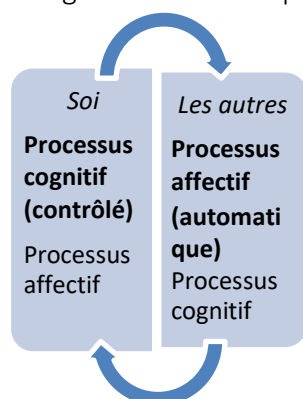 Soi
Processus
cognitif
(contrôlé)
Processus
affectif
Les autres
Processus
affectif
(automati
que)
Processus
cognitif